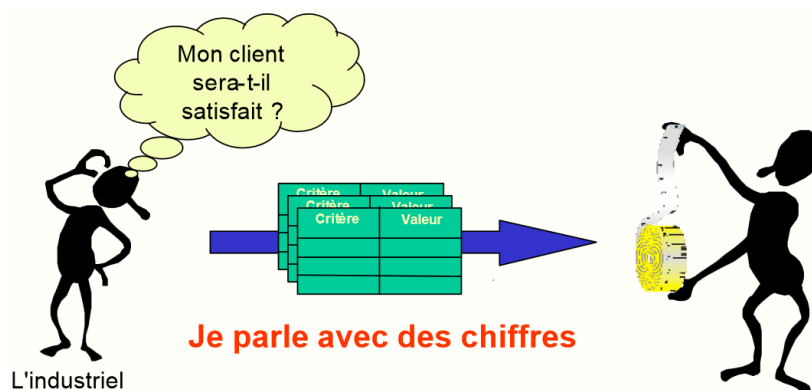 Mon client
sera-t-il
satisfait ?
Critère Valeur
Critère Valeur
Critère Valeur
Je parle avec des chiffres
L'industriel